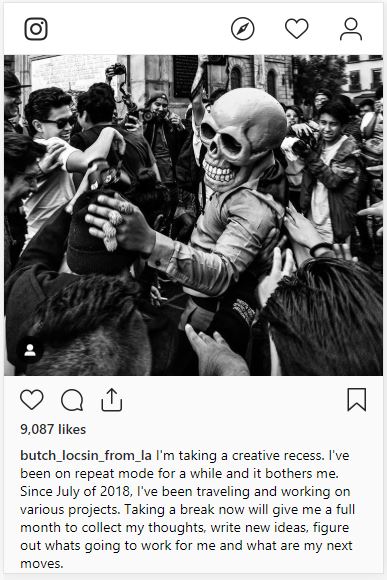 9,087 likes
butch_locsin_from_la I'm taking a creative recess. I've
been on repeat mode for a while and it bothers me.
Since July of 2018, I've been traveling and working on
various projects. Taking a break now will give me a full
month to collect my thoughts, write new ideas, figure
out whats going to work for me and what are my next
moves.